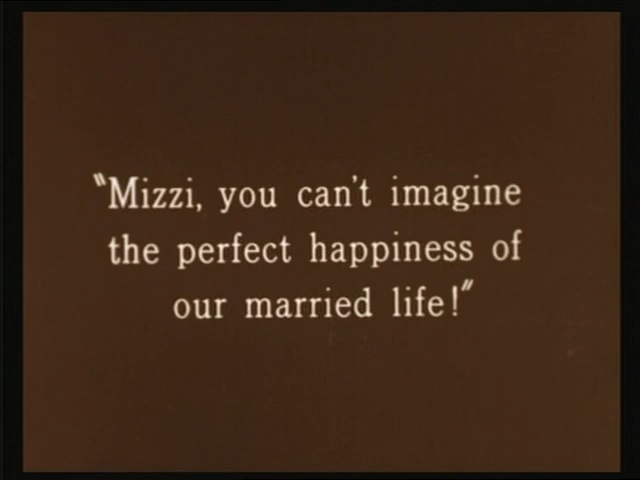 "Mizzi, you can't imagine
the perfect happiness of
our married life!"